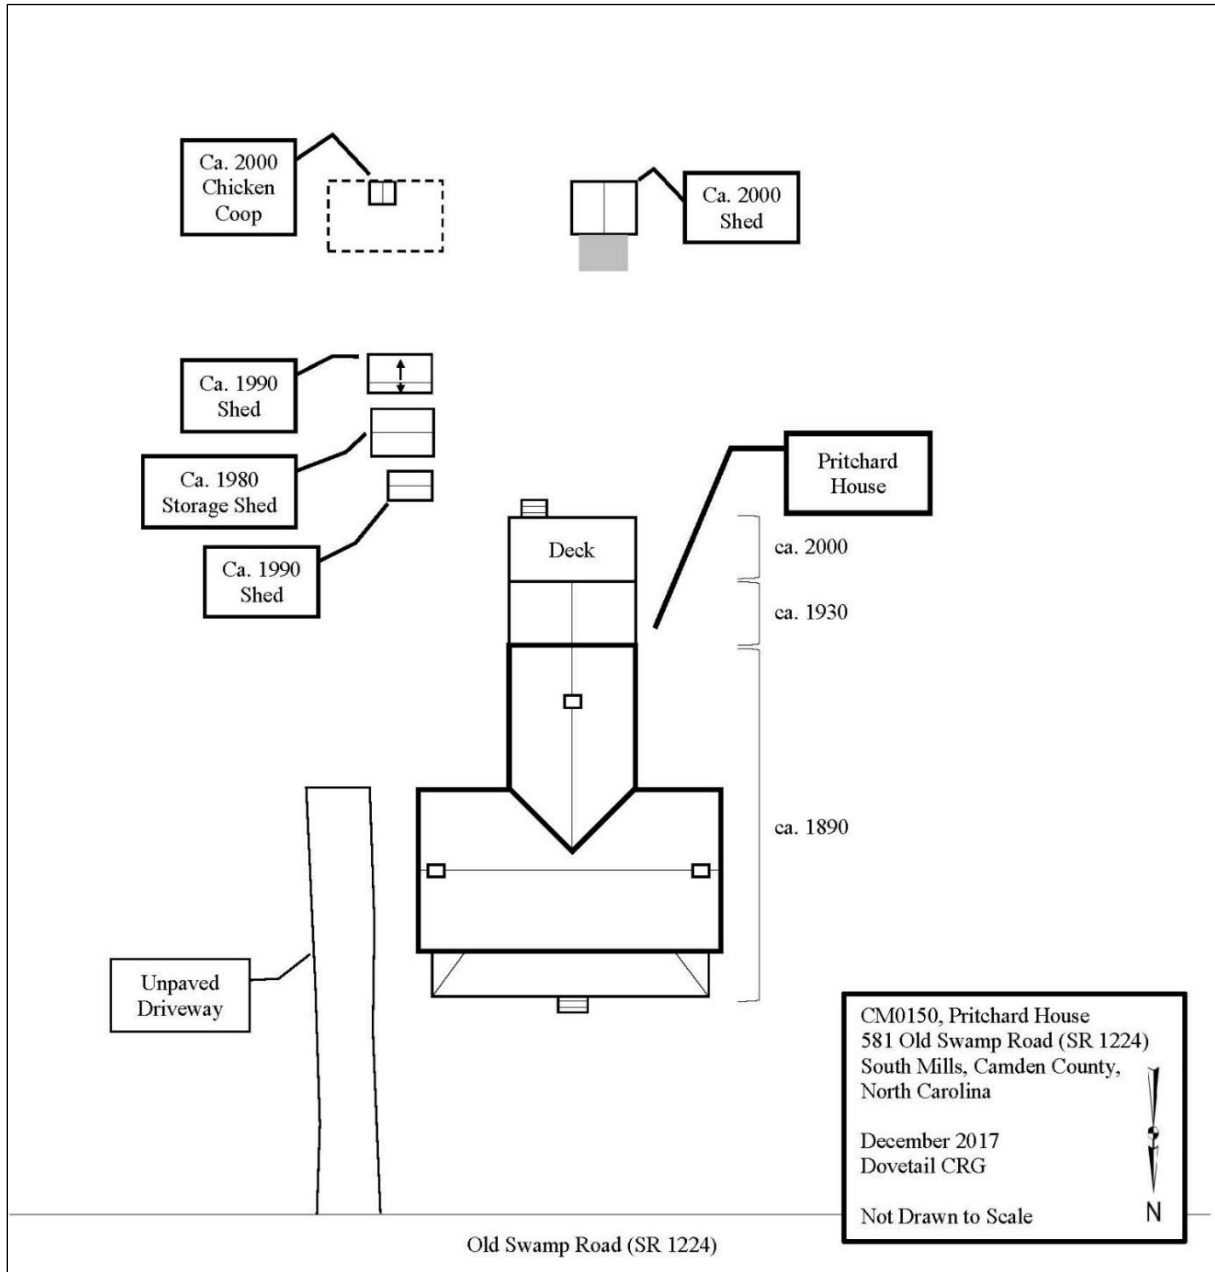 Ca. 2000
Chicken
Coop
Ca. 2000
Shed
Ca. 1990
Shed
Ca. 1980
Storage Shed
Ca. 1990
Shed
Pritchard
House
Deck
ca. 2000
ca. 1930
ca. 1890
Unpaved
Driveway
CM0150, Pritchard House
581 Old Swamp Road (SR 1224)
South Mills, Camden County,
North Carolina
December 2017
Dovetail CRG
Not Drawn to Scale
N
Old Swamp Road (SR 1224)